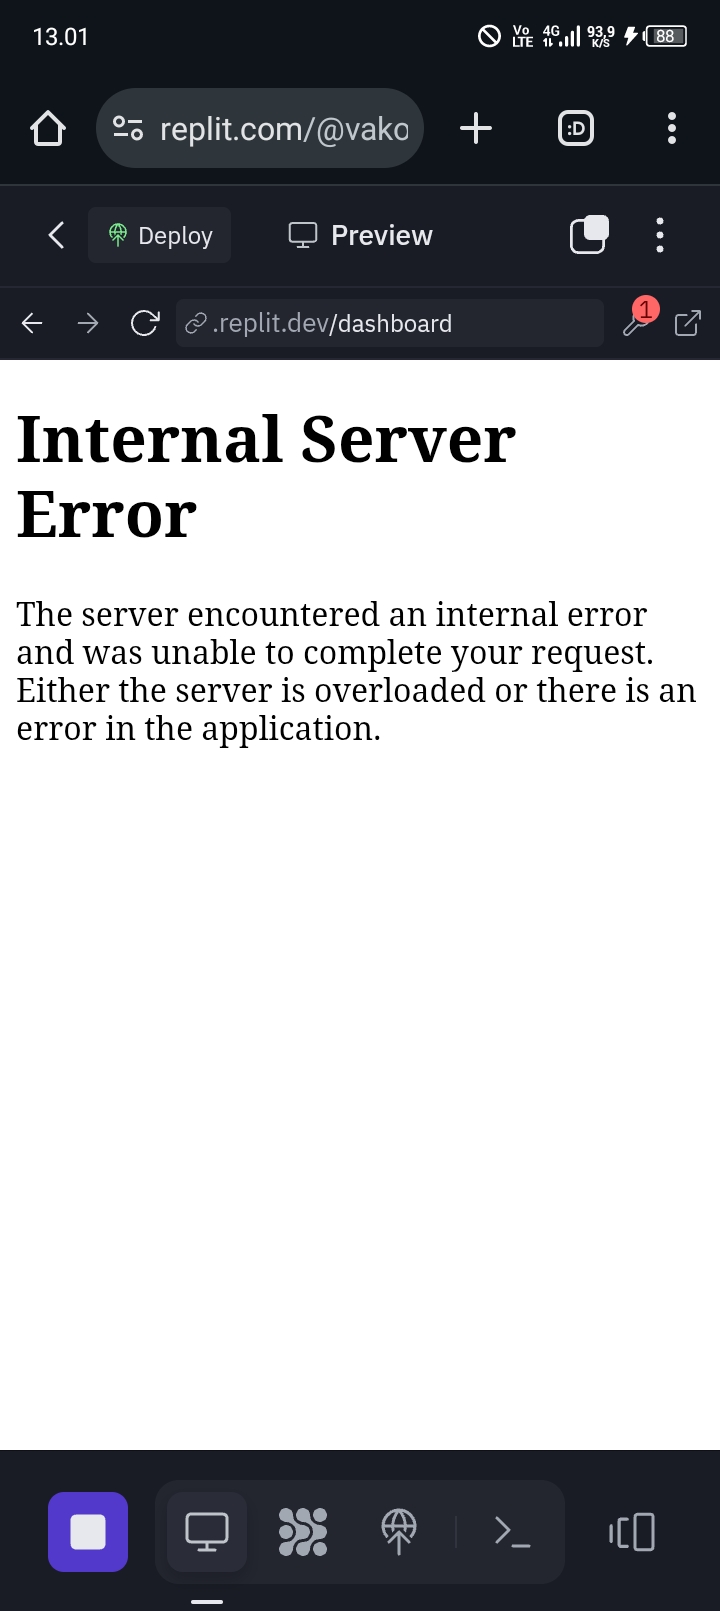 13.01
Vo
LTE
4G
93,9
K/S
88
replit.com/@vako
:D
Deploy
Preview
.replit.dev/dashboard
1
Internal Server
Error
The server encountered an internal error
and was unable to complete your request.
Either the server is overloaded or there is an
error in the application.